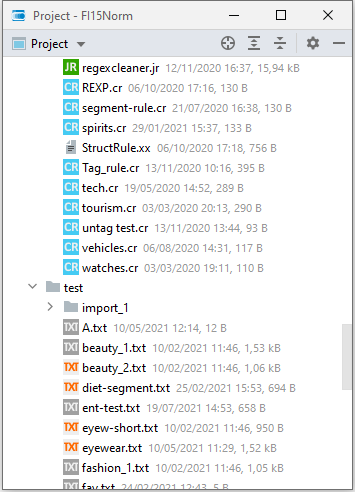 Project - FI15Norm
Project
JR regexcleaner.jr 12/11/2020 16:37, 15,94 kB
CR REXP.cr 06/10/2020 17:16, 130 B
CR segment-rule.cr 21/07/2020 16:38, 130 B
CR spirits.cr 29/01/2021 15:37, 133 B
StructRule.xx 06/10/2020 17:18, 756 B
CR Tag_rule.cr 13/11/2020 10:16, 395 B
CR tech.cr 19/05/2020 14:52, 289 B
CR tourism.cr 03/03/2020 20:13, 290 B
CR untag test.cr 13/11/2020 13:44, 93 B
CR vehicles.cr 06/08/2020 14:31, 117 B
CR watches.cr 03/03/2020 19:11, 110 B
test
import_1
TXT A.txt 10/05/2021 12:14, 12 B
TXT beauty_1.txt 10/02/2021 11:46, 1,53 kB
TXT beauty_2.txt 10/02/2021 11:46, 1,06 kB
TXT diet-segment.txt 25/02/2021 15:53, 694 B
TXT ent-test.txt 19/07/2021 14:53, 658 B
TXT eyew-short.txt 10/02/2021 11:46, 950 B
TXT eyewear.txt 10/05/2021 11:29, 1,52 kB
TXT fashion_1.txt 10/02/2021 11:46, 1,05 kB
TXT fav.txt 24/02/2021 12:43, 5 B